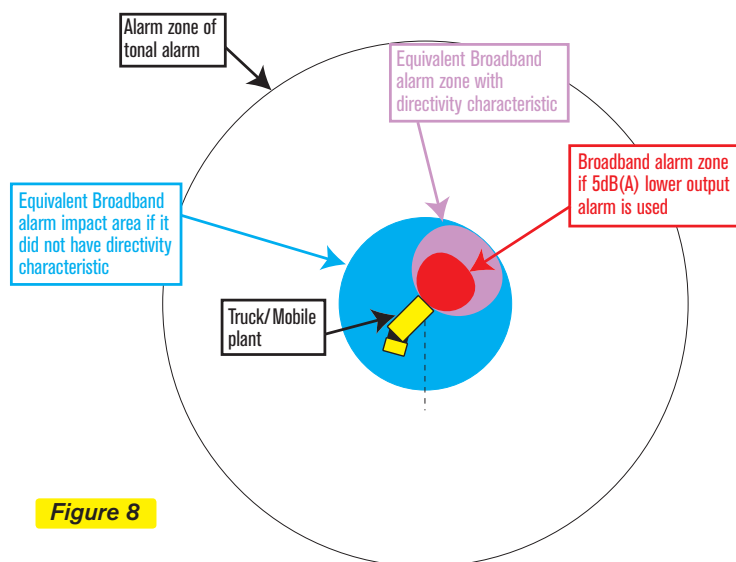 Alarm zone of
tonal alarm
Equivalent Broadband
alarm zone with
directivity characteristic
Broadband alarm zone
if 5dB(A) lower output
alarm is used
Equivalent Broadband
alarm impact area if it
did not have directivity
characteristic
Truck/Mobile
plant
Figure 8